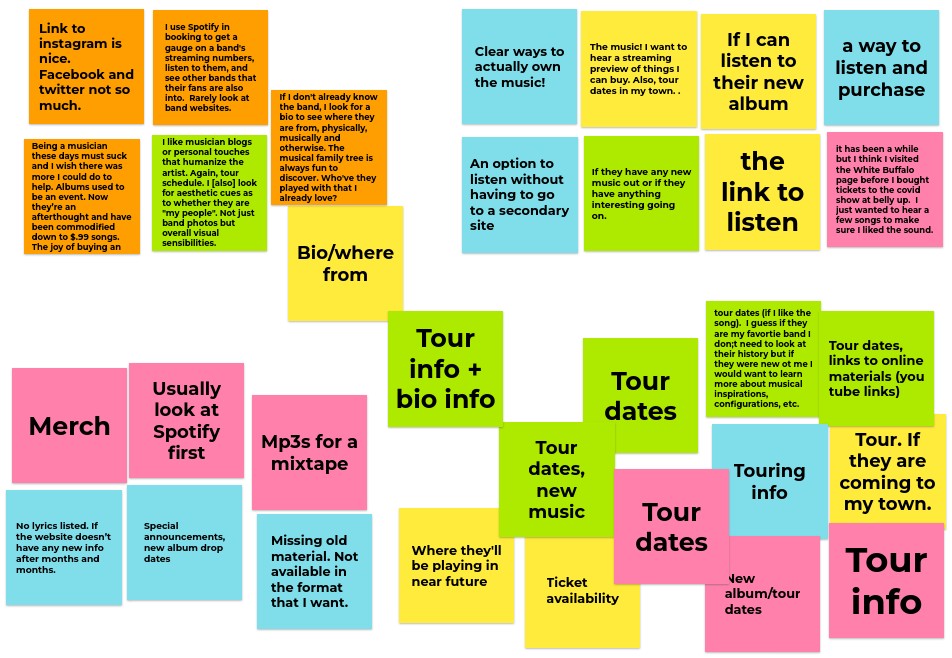 Link to
instagram is
nice.
Facebook and
twitter not so
much.
I use Spotify in
booking to get a
gauge on a band's
streaming numbers,
listen to them, and
see other bands that
their fans are also
into.  Rarely look at
band websites.
If I don't already know
the band, I look for a
bio to see where they
are from, physically,
musically and
otherwise. The
musical family tree is
always fun to
discover. Who've they
played with that I
already love?
Being a musician
these days must suck
and I wish there was
more I could do to
help. Albums used to
be an event. Now
they're an
afterthought and have
been commodified
down to $.99 songs.
The joy of buying an
I like musician blogs
or personal touches
that humanize the
artist. Again, tour
schedule. I [also] look
for aesthetic cues as
to whether they are
"my people". Not just
band photos but
overall visual
sensibilities.
Bio/where
from
Clear ways to
actually own
the music!
The music! I want to
hear a streaming
preview of things I
can buy. Also, tour
dates in my town. .
If I can
listen to
their new
album
a way to
listen and
purchase
An option to
listen without
having to go
to a secondary
site
If they have any new
music out or if they
have anything
interesting going
on.
the
link to
listen
it has been a while
but I think I visited
the White Buffalo
page before I bought
tickets to the covid
show at belly up.  I
just wanted to hear a
few songs to make
sure I liked the sound.
Tour
info +
bio info
Tour
dates
tour dates (if I like the
song).  I guess if they
are my favortie band I
don;t need to look at
their history but if
they were new ot me I
would want to learn
more about musical
inspirations,
configurations, etc.
Tour dates,
links to online
materials (you
tube links)
Merch
Usually
look at
Spotify
first
Mp3s for a
mixtape
Tour
dates,
new
music
Tour
dates
Touring
info
Tour. If
they are
coming to
my town.
No lyrics listed. If
the website doesn't
have any new info
after months and
months.
Special
announcements,
new album drop
dates
Missing old
material. Not
available in
the format
that I want.
Where they'll
be playing in
near future
Ticket
availability
New
album/tour
dates
Tour
info